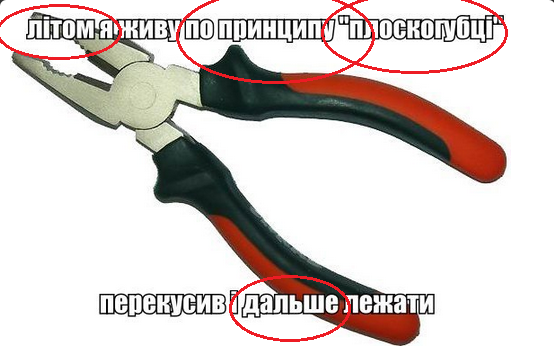 літом я живу по принципу "плоскогубці"
перекусив і дальше лежати